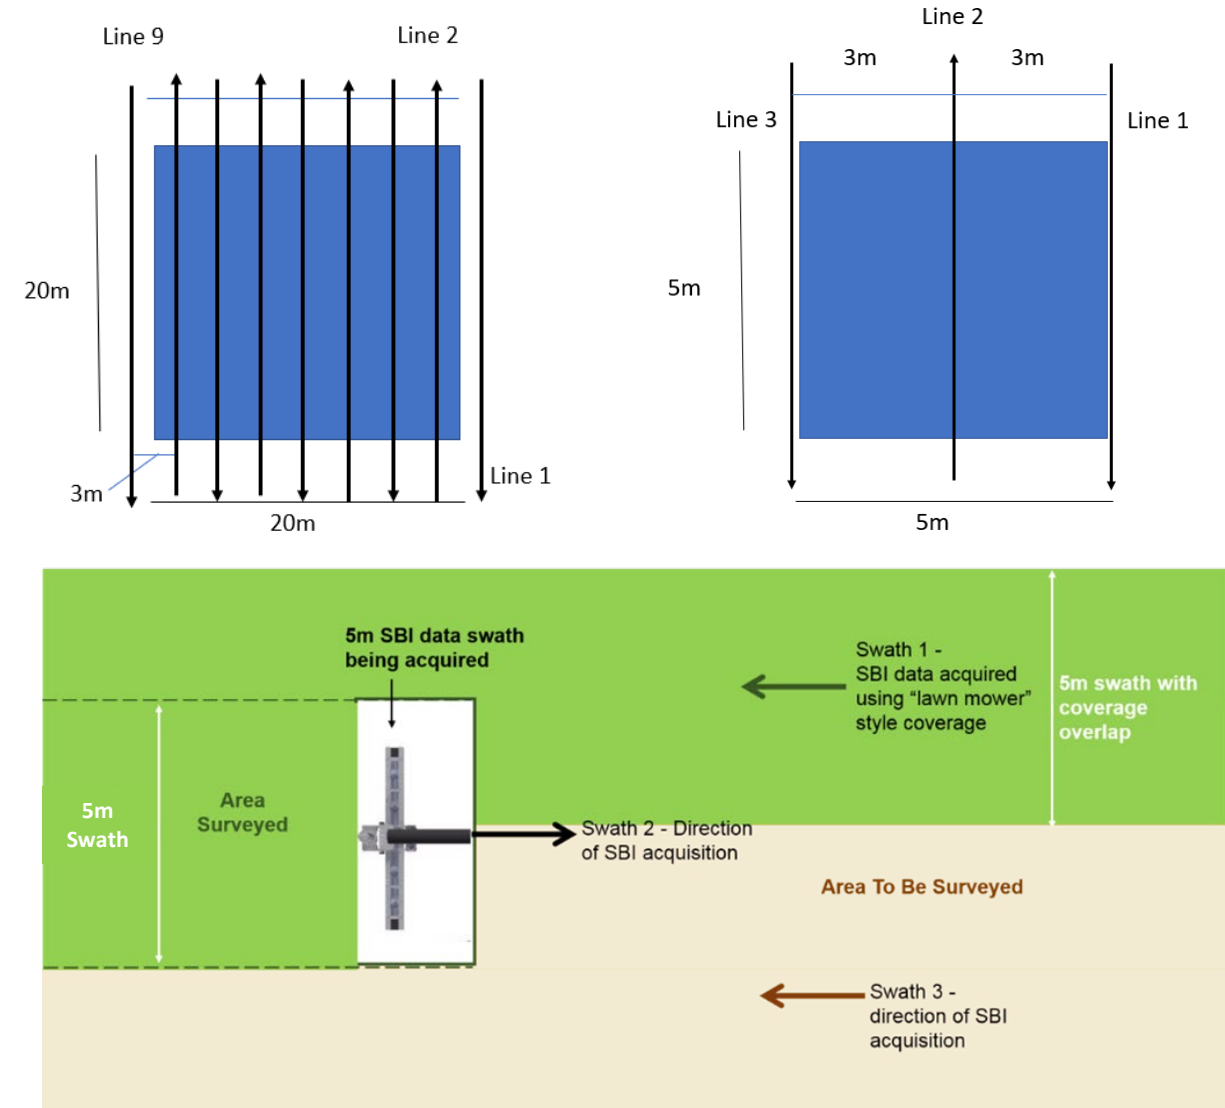 Line 9
Line 2
20m
3m
Line 1
20m
Line 2
3m
3m
Line 3
Line 1
5m
5m
5m SBI data swath
being acquired
Swath 1 -
SBI data acquired
using “lawn mower”
style coverage
5m swath with
coverage
overlap
5m
Swath
Area
Surveyed
Swath 2 - Direction
of SBI acquisition
Area To Be Surveyed
Swath 3 -
direction of SBI
acquisition